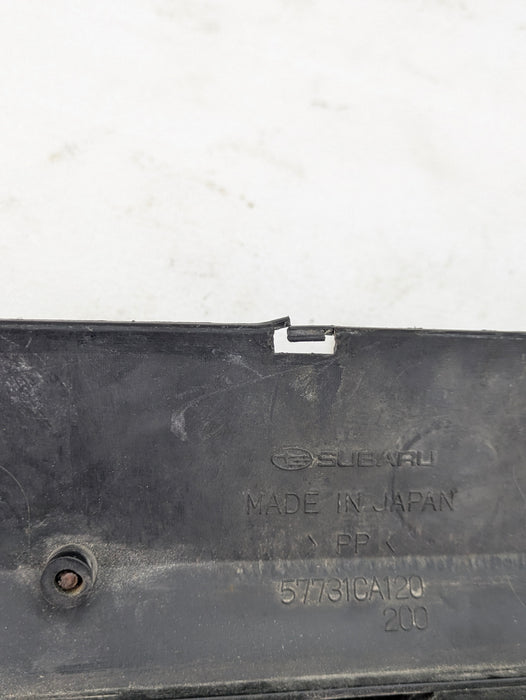 SUBARU
MADE IN JAPAN
>PP<
57731CA120
200